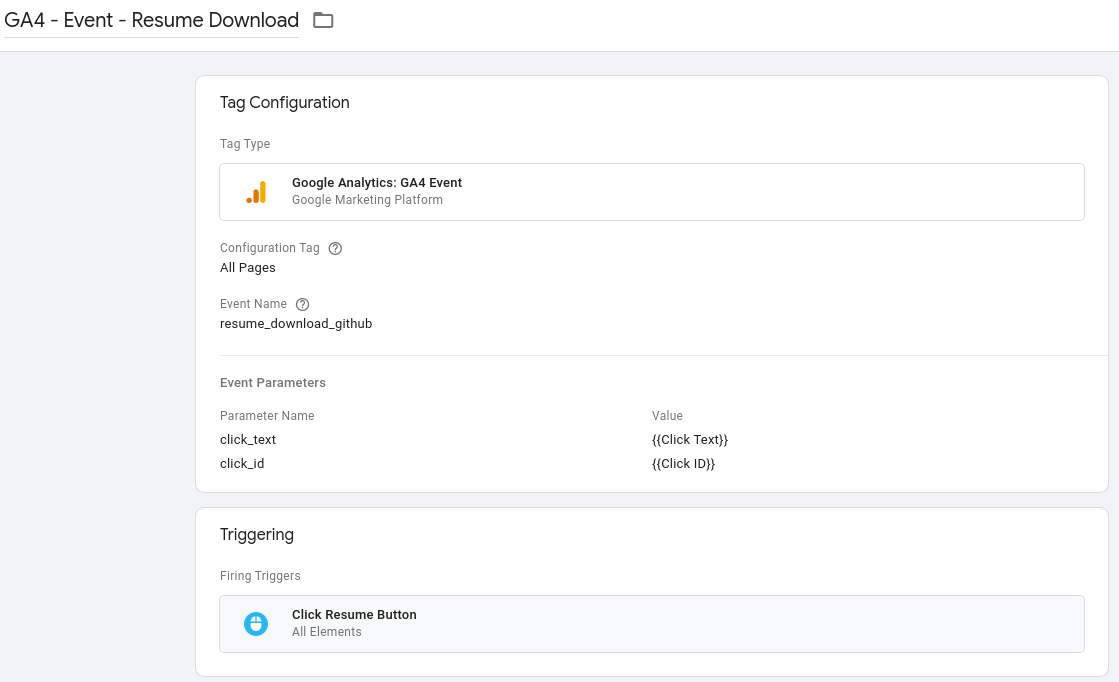 GA4 - Event - Resume Download
Tag Configuration
Tag Type
Google Analytics: GA4 Event
Google Marketing Platform
Configuration Tag
All Pages
Event Name
resume_download_github
Event Parameters
Parameter Name Value
click_text {{Click Text}}
click_id {{Click ID}}
Triggering
Firing Triggers
Click Resume Button
All Elements